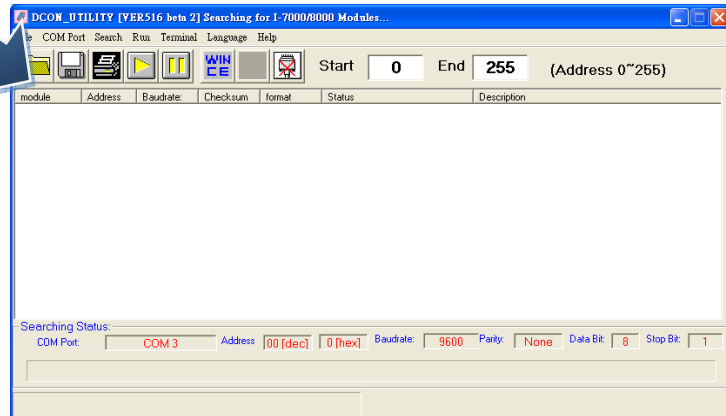 DCON_UTILITY [VER516 beta 2] Searching for I-7000/8000 Modules...
COM Port Search Run Terminal Language Help
WIN CE Start 0 End 255 (Address 0~255)
module Address Baudrate: Checksum format Status Description
Searching Status:
COM Port: COM 3 Address 00 [dec] 0 [hex] Baudrate: 9600 Parity: None Data Bit: 8 Stop Bit: 1